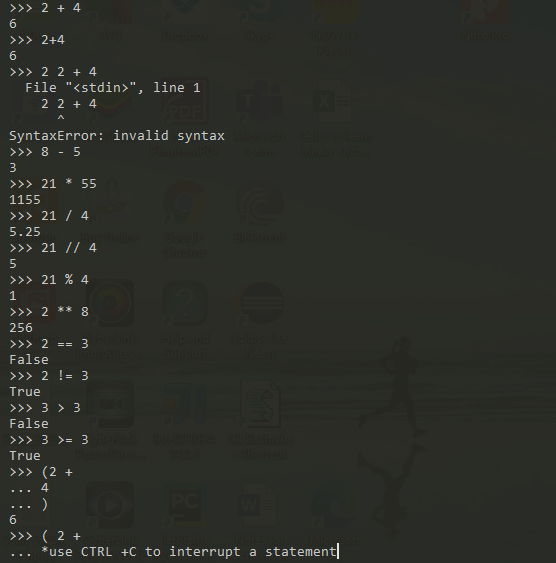 >>> 2 + 4
6
>>> 2+4
6
>>> 2 2 + 4
  File "<stdin>", line 1
    2 2 + 4
      ^
SyntaxError: invalid syntax
>>> 8 - 5
3
>>> 21 * 55
1155
>>> 21 / 4
5.25
>>> 21 // 4
5
>>> 21 % 4
1
>>> 2 ** 8
256
>>> 2 == 3
False
>>> 2 != 3
True
>>> 3 > 3
False
>>> 3 >= 3
True
>>> (2 +
... 4
... )
6
>>> ( 2 +
... *use CTRL +C to interrupt a statement